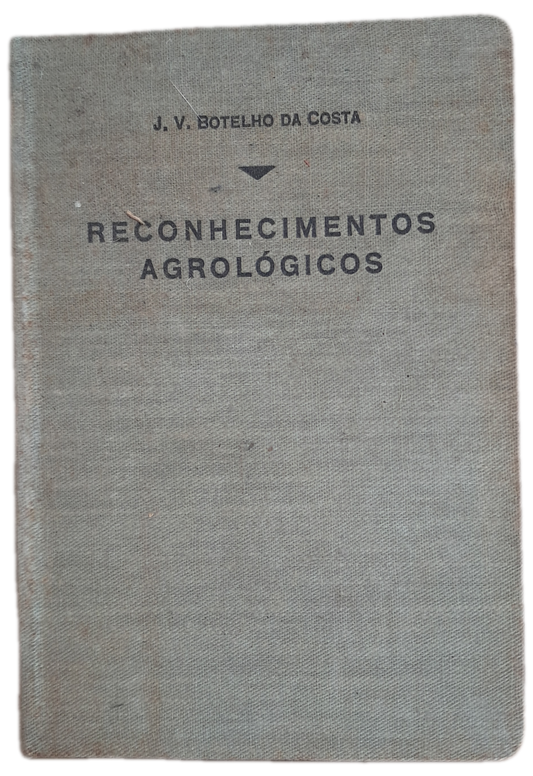 J. V. BOTELHO DA COSTA
RECONHECIMENTOS
AGROLÓGICOS